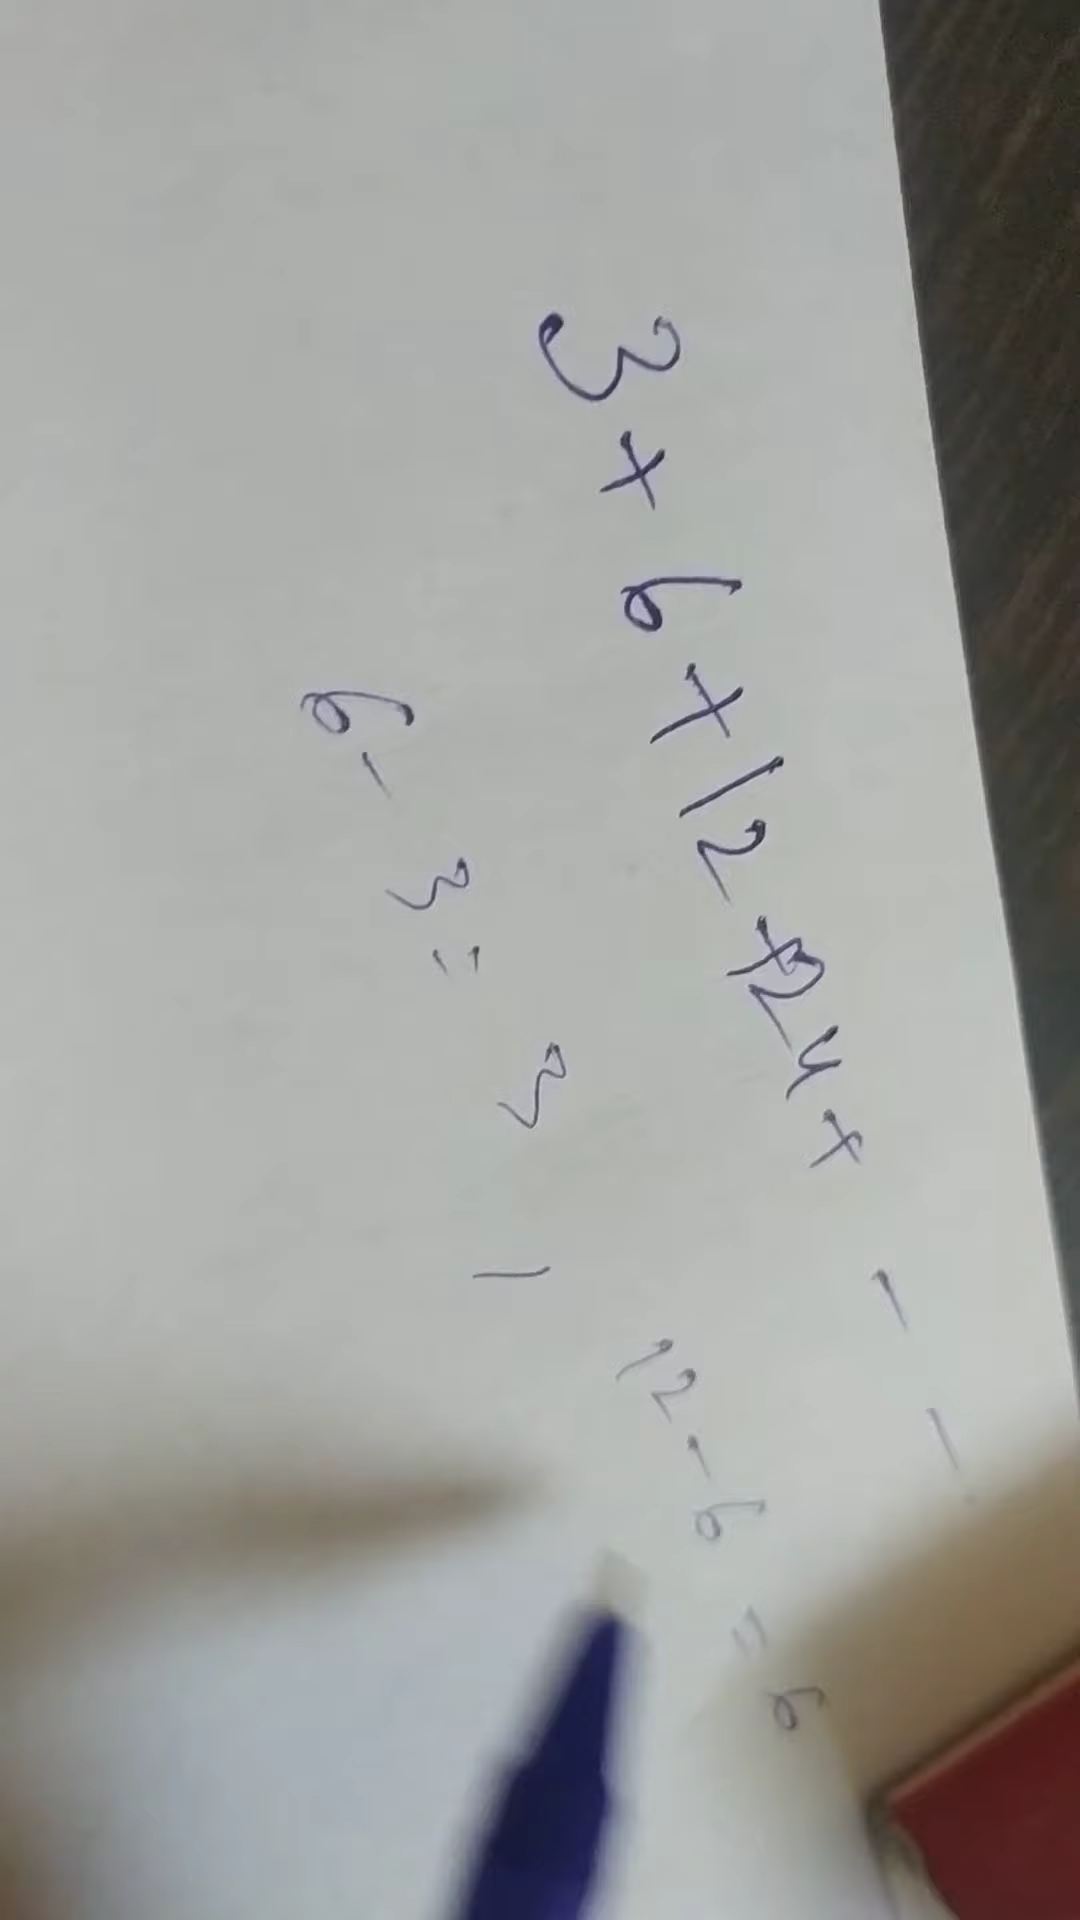 3 + 6 + 12 + 24 + - -
6 - 3 = 3 | 12 - 6 = 6